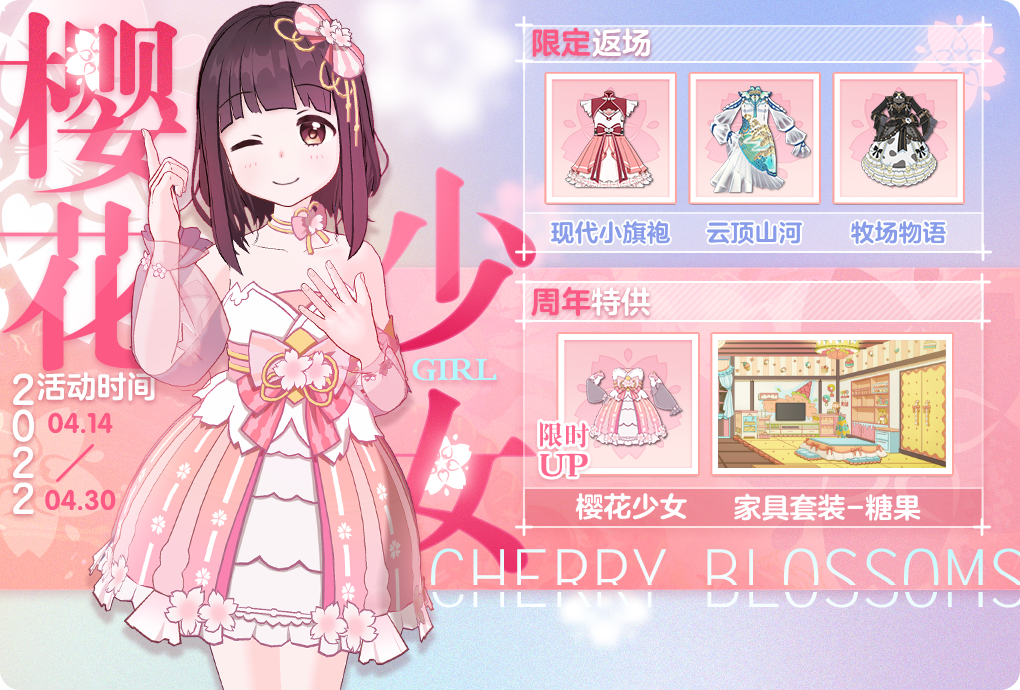 樱花
少女
GIRL
活动时间
2022
04.14
/
04.30
限定返场
现代小旗袍
云顶山河
牧场物语
周年特供
限时
UP
樱花少女
家具套装-糖果
CHERRY BLOSSOMS